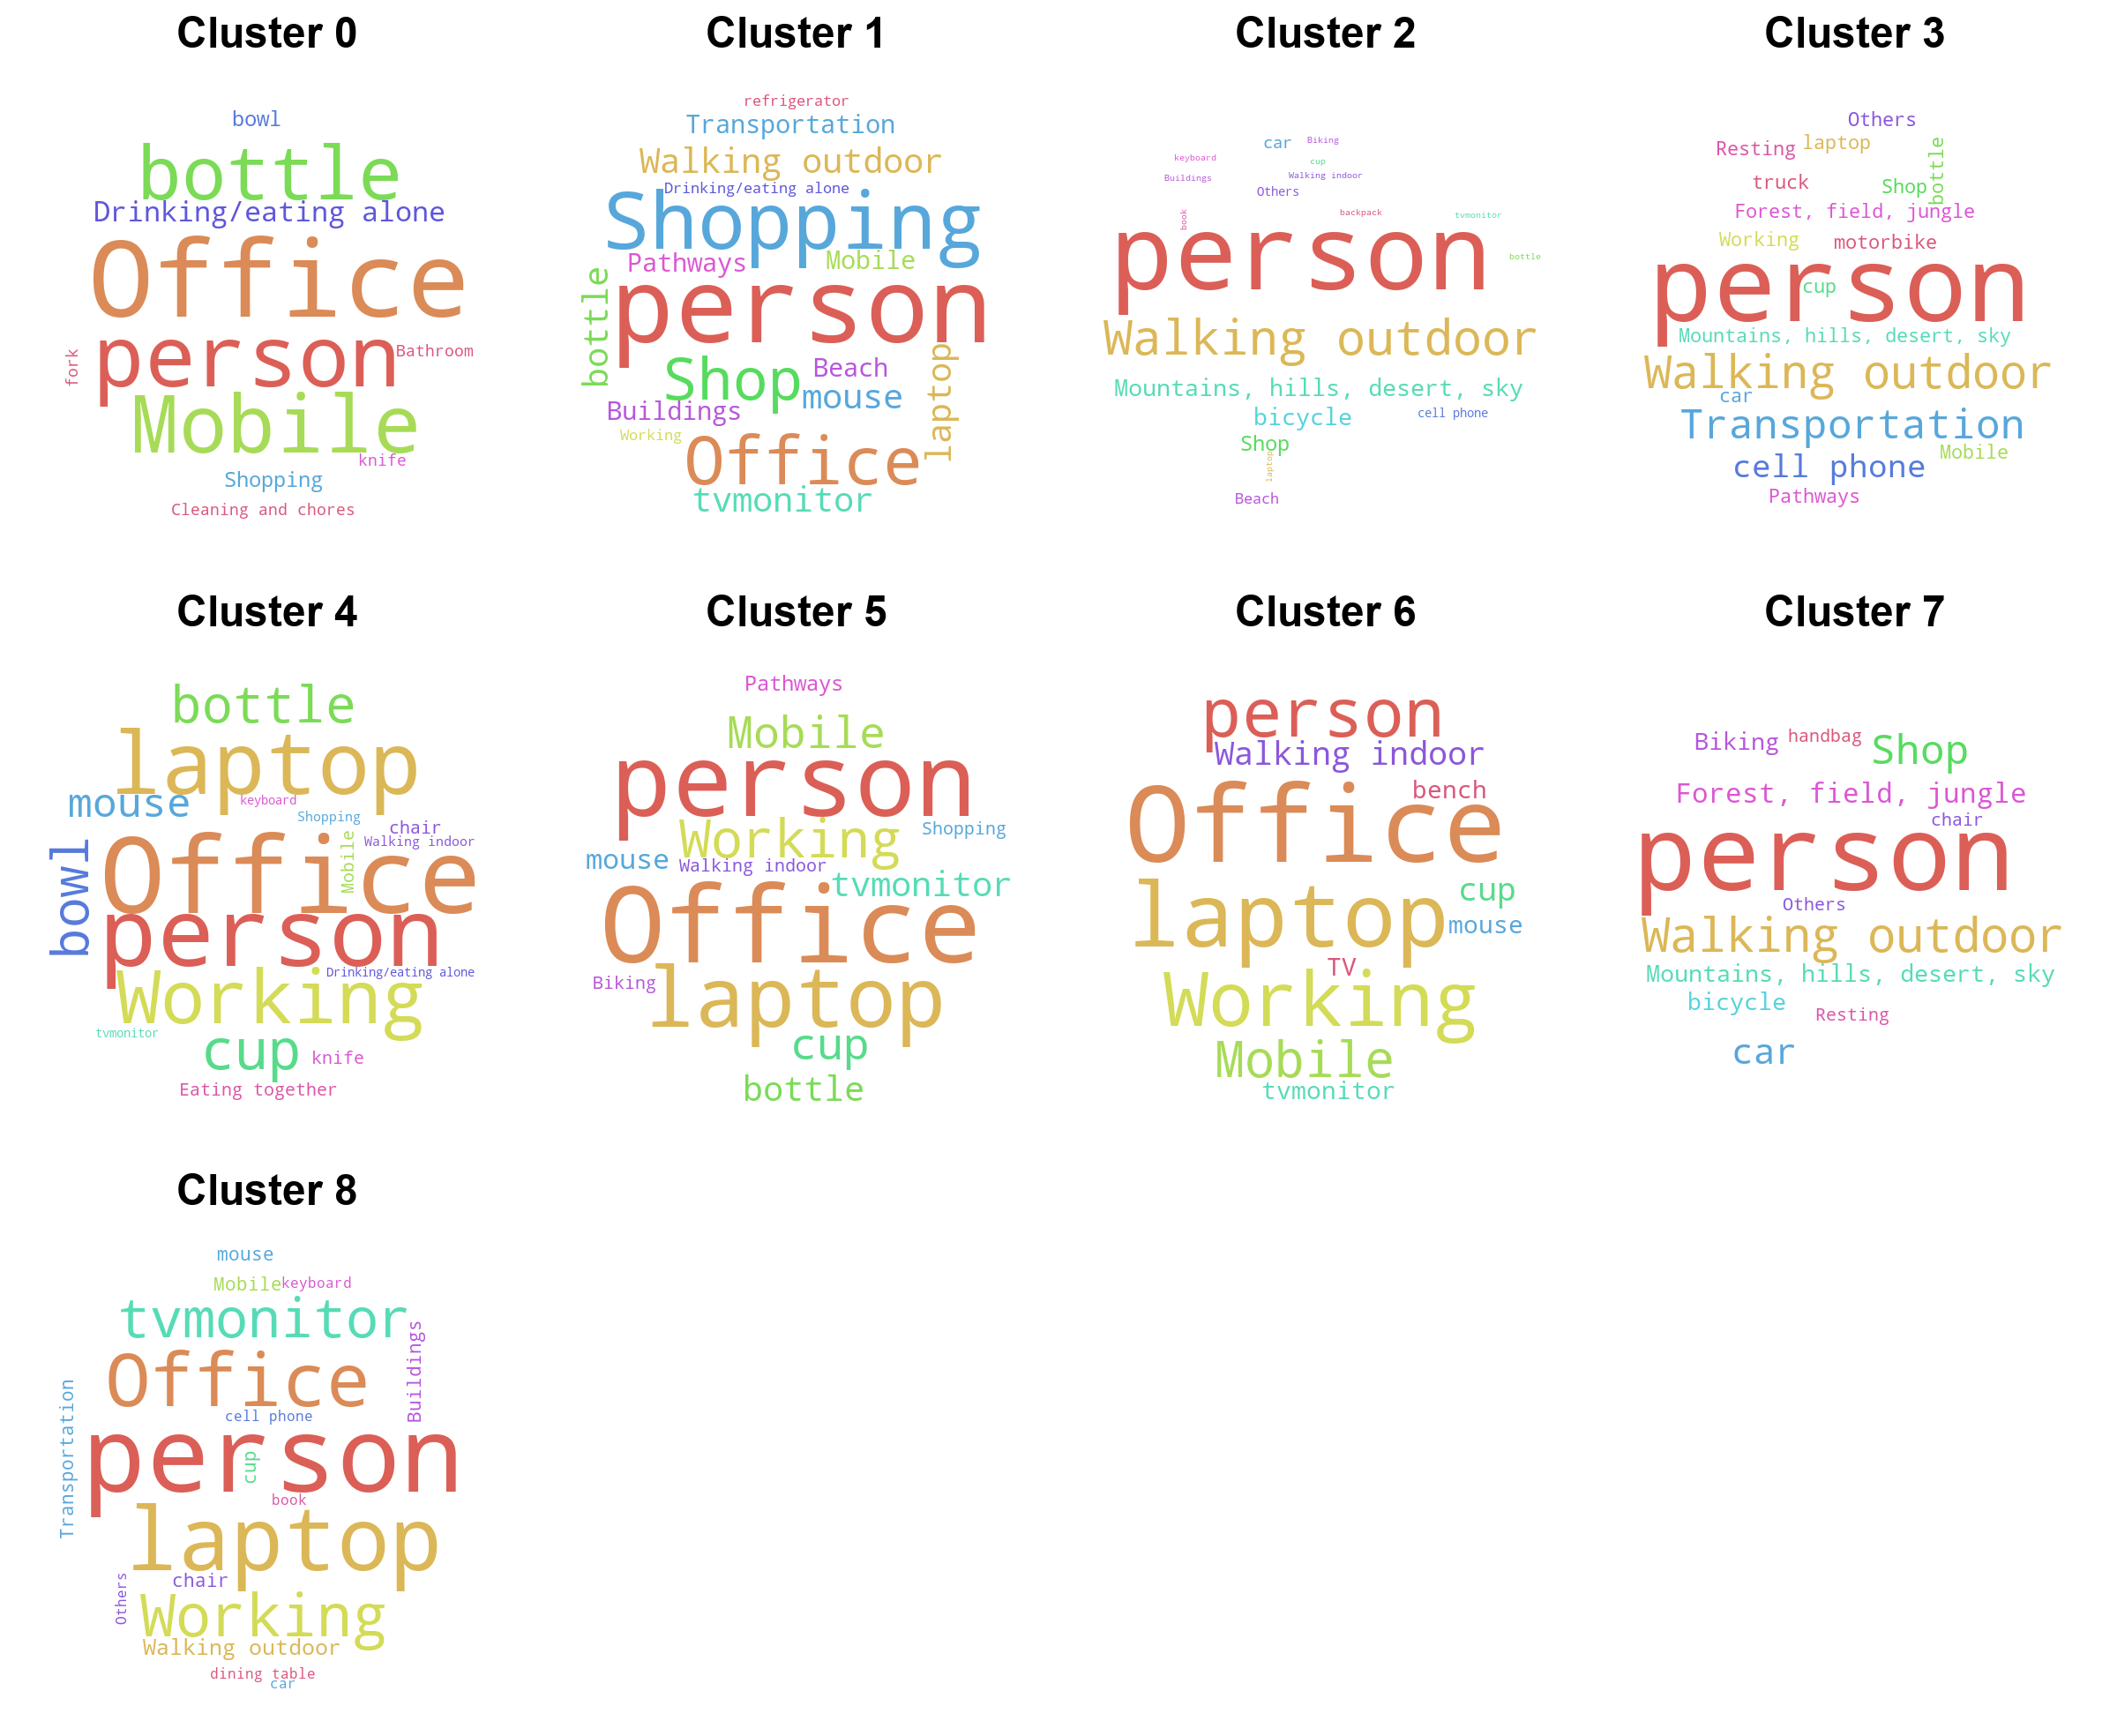 Cluster 0
bowl
bottle
Drinking/eating alone
Office
person
Bathroom
fork
Mobile
knife
Shopping
Cleaning and chores
Cluster 1
refrigerator
Transportation
Walking outdoor
Drinking/eating alone
Shopping
Pathways
Mobile
bottle
person
Shop
Beach
laptop
mouse
Buildings
Working
Office
tvmonitor
Cluster 2
car
Biking
keyboard
cup
Buildings
Walking indoor
Others
book
backpack
tvmonitor
person
bottle
Walking outdoor
Mountains, hills, desert, sky
bicycle
cell phone
Shop
laptop
Beach
Cluster 3
Others
Resting
laptop
bottle
truck
Shop
Forest, field, jungle
Working
motorbike
person
cup
Mountains, hills, desert, sky
Walking outdoor
car
Transportation
Mobile
cell phone
Pathways
Cluster 4
bottle
laptop
mouse
keyboard
Shopping
chair
Walking indoor
Mobile
Office
bowl
person
Drinking/eating alone
Working
tvmonitor
cup
knife
Eating together
Cluster 5
Pathways
Mobile
person
Working
Shopping
mouse
Walking indoor
tvmonitor
Office
Biking
laptop
cup
bottle
Cluster 6
person
Walking indoor
bench
Office
laptop
cup
mouse
TV
Working
Mobile
tvmonitor
Cluster 7
Biking
handbag
Shop
Forest, field, jungle
chair
person
Others
Walking outdoor
Mountains, hills, desert, sky
bicycle
Resting
car
Cluster 8
mouse
Mobile
keyboard
tvmonitor
Buildings
Office
cell phone
Transportation
person
cup
book
laptop
chair
Others
Working
Walking outdoor
dining table
car